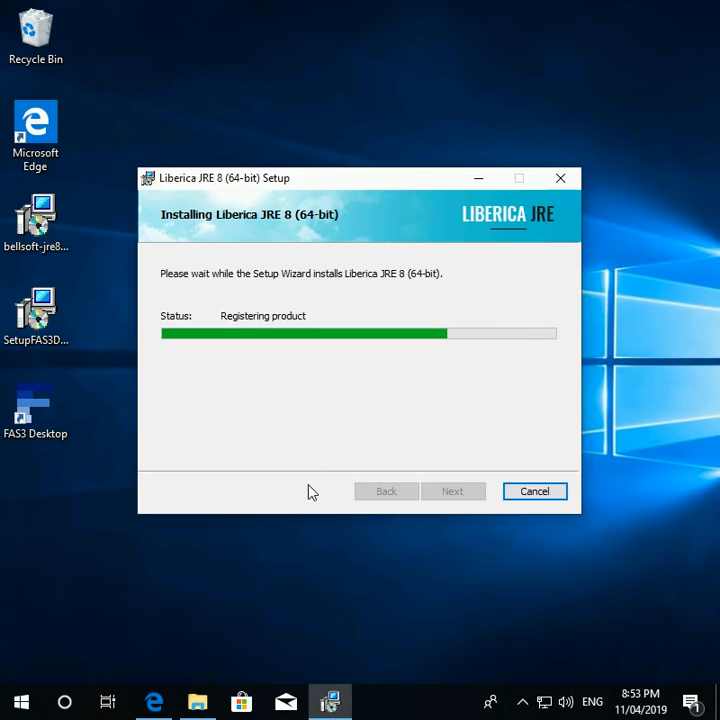 Recycle Bin
Microsoft
Edge
bellsoft-jre8...
SetupFAS3D...
FAS3 Desktop
Liberica JRE 8 (64-bit) Setup
Installing Liberica JRE 8 (64-bit)
LIBERICA JRE
Please wait while the Setup Wizard installs Liberica JRE 8 (64-bit).
Status: Registering product
Back Next Cancel
ENG
8:53 PM
11/04/2019
1